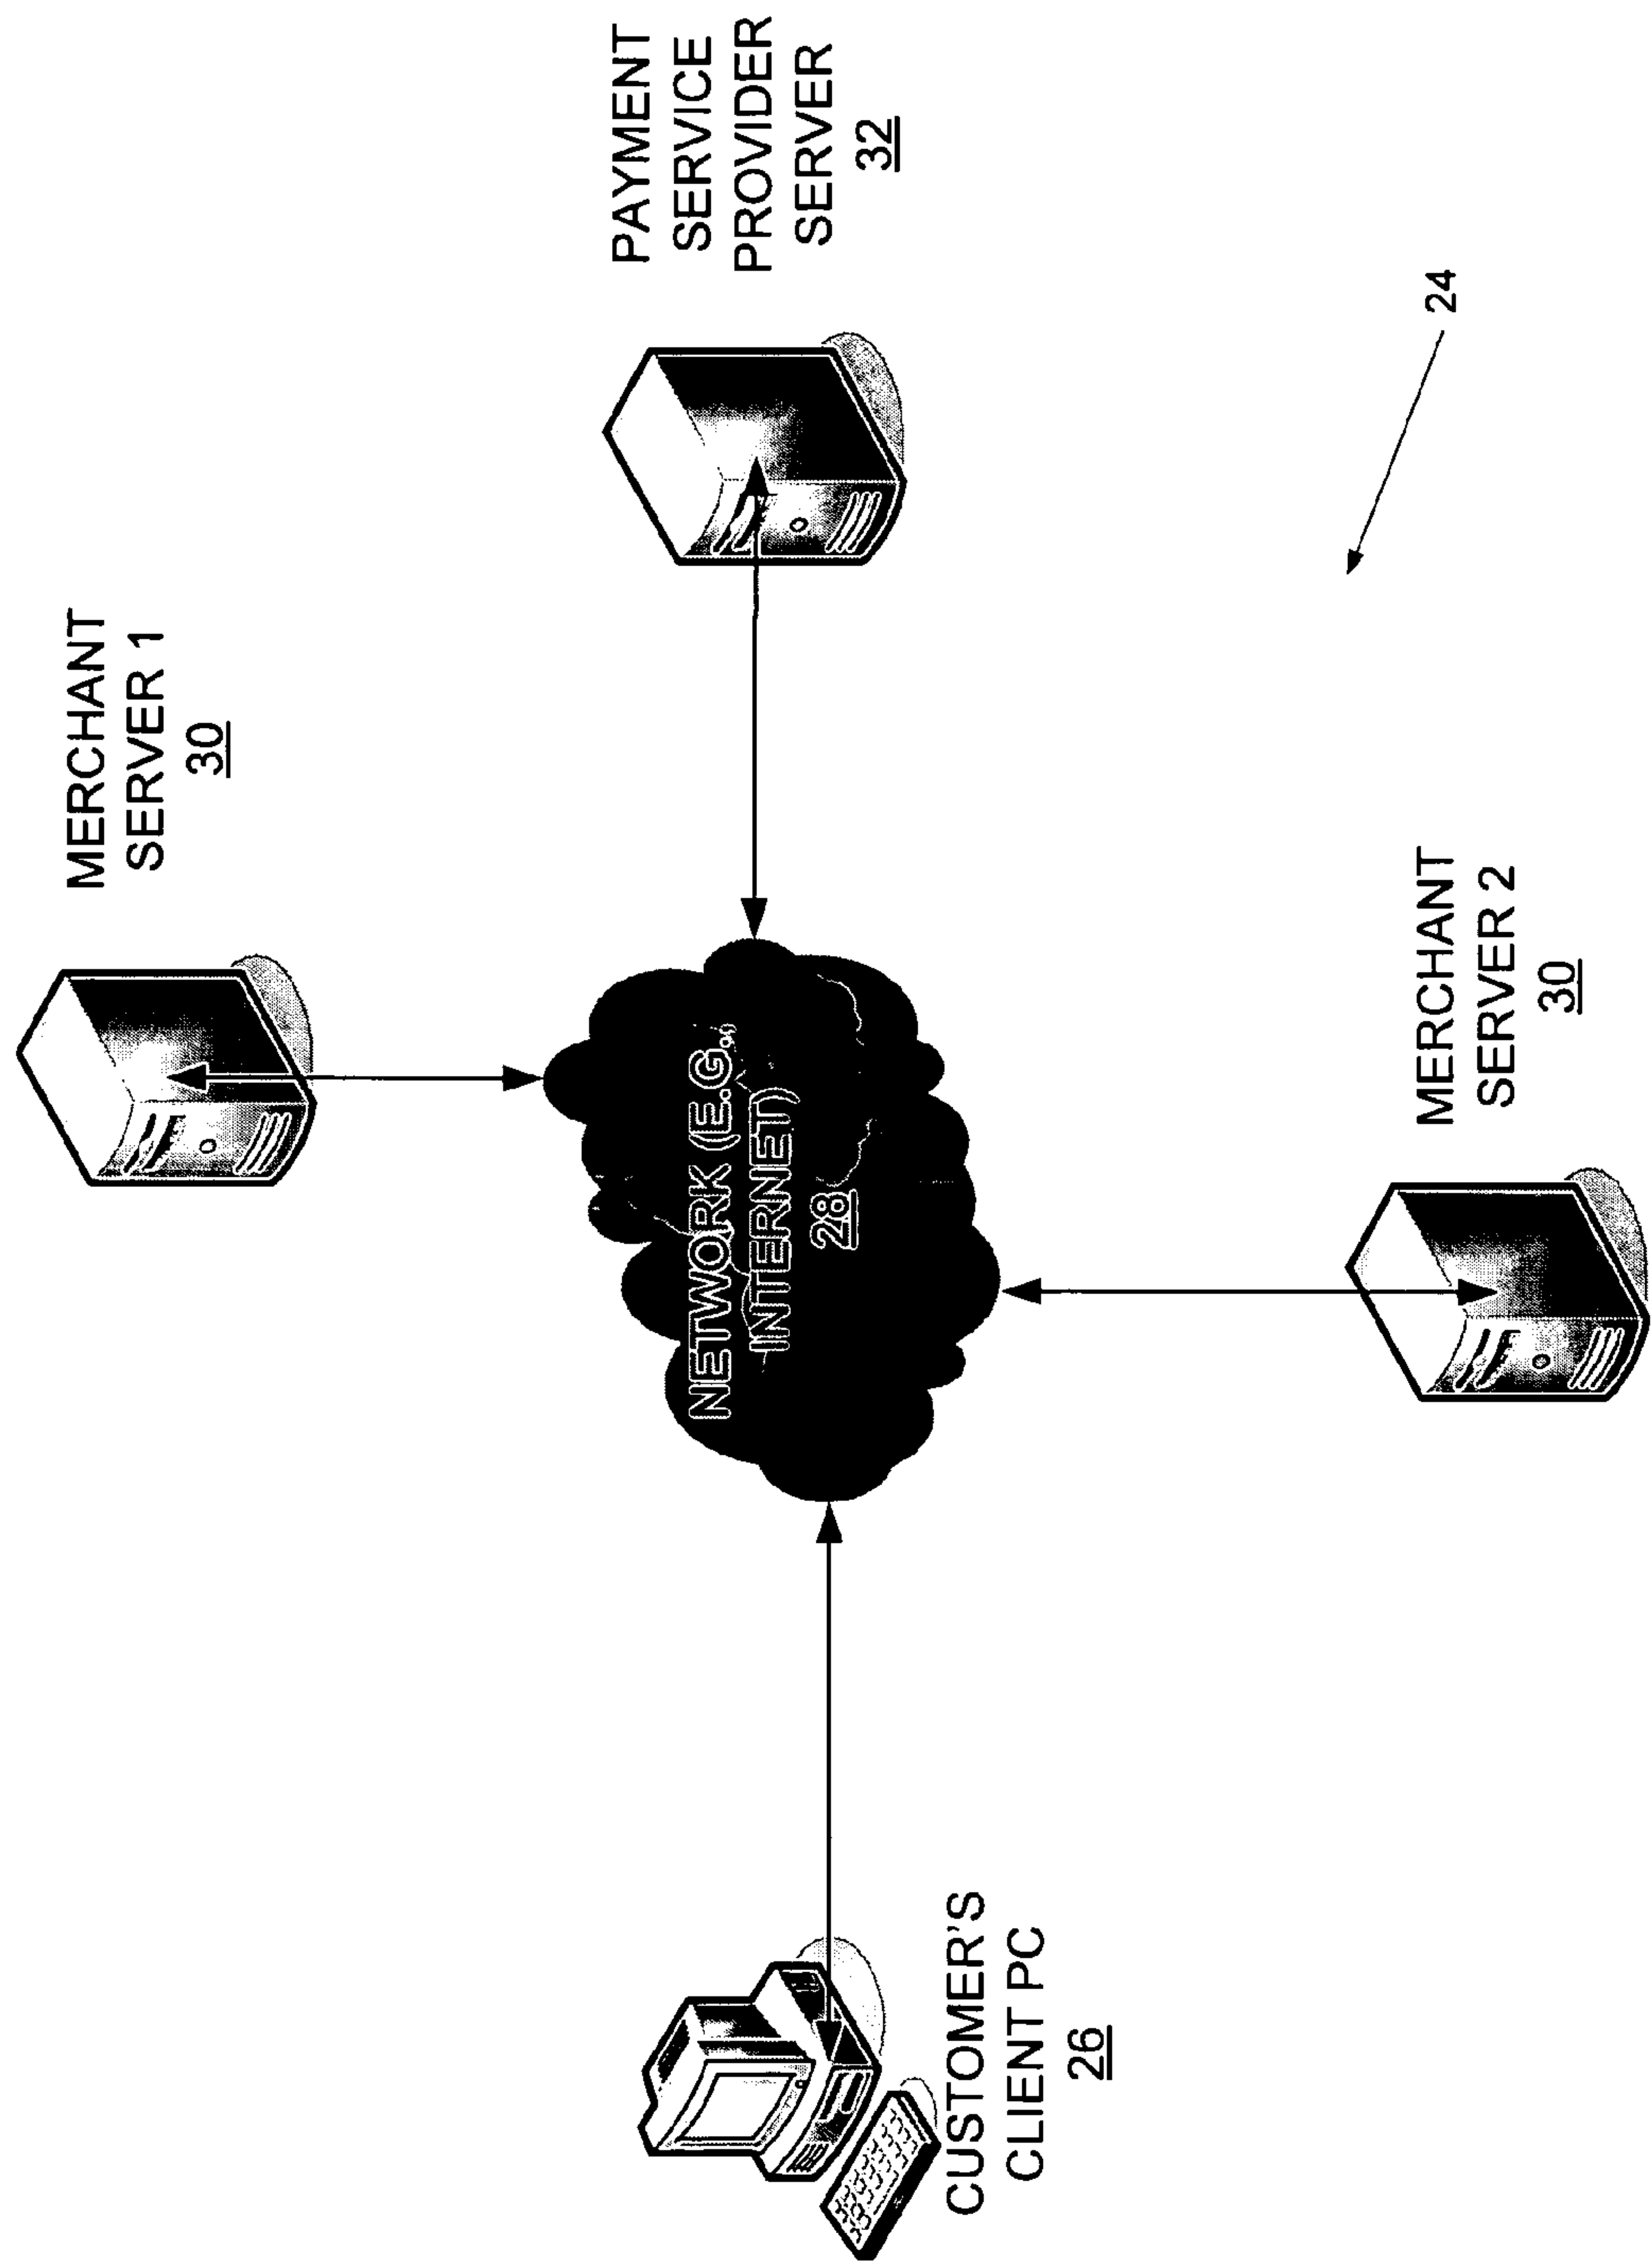 MERCHANT
SERVER 1
30
PAYMENT
SERVICE
PROVIDER
SERVER
32
NETWORK (E.G.,
INTERNET)
28
CUSTOMER'S
CLIENT PC
26
MERCHANT
SERVER 2
30
24